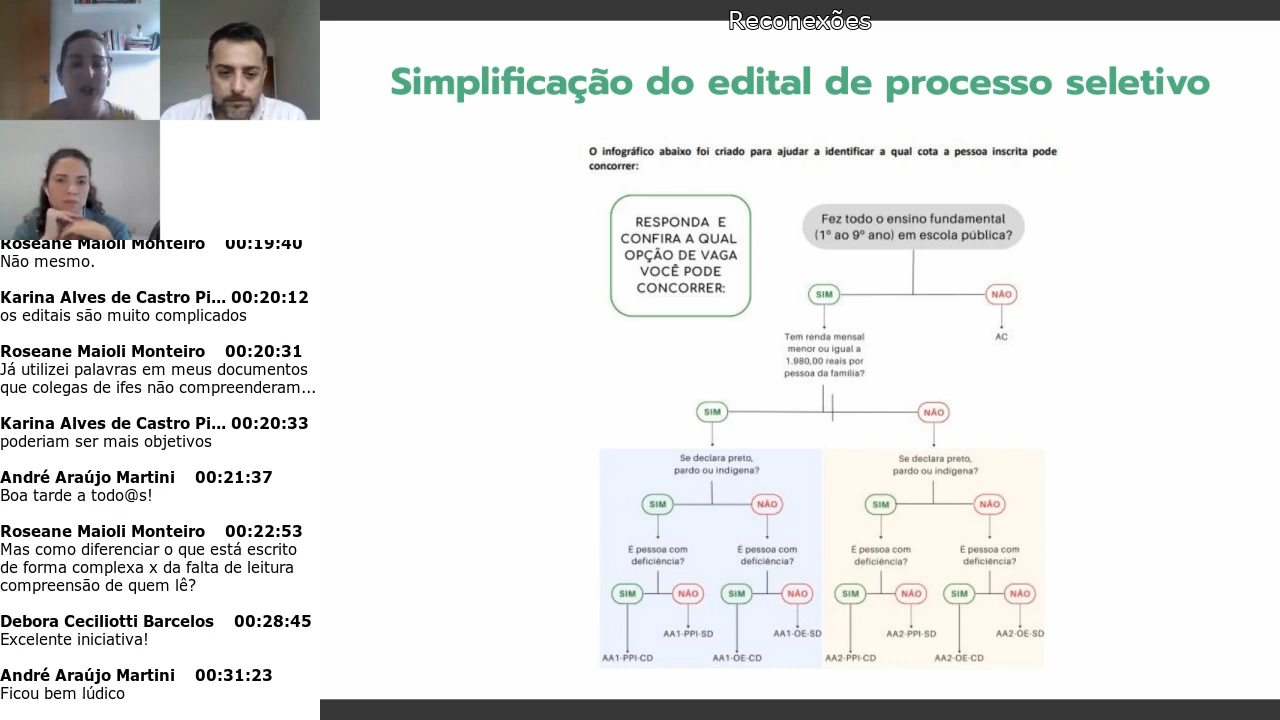 Reconexões
Simplificação do edital de processo seletivo
O infográfico abaixo foi criado para ajudar a identificar a qual cota a pessoa inscrita pode
concorrer:
RESPONDA E
CONFIRA A QUAL
OPÇÃO DE VAGA
VOCÊ PODE
CONCORRER:
Fez todo o ensino fundamental
(1º ao 9º ano) em escola pública?
SIM
NÃO
Tem renda mensal
menor ou igual a
1.980,00 reais por
pessoa da família?
AC
SIM
NÃO
Se declara preto,
pardo ou indígena?
Se declara preto,
pardo ou indígena?
SIM
NÃO
SIM
NÃO
É pessoa com
deficiência?
É pessoa com
deficiência?
É pessoa com
deficiência?
É pessoa com
deficiência?
SIM
NÃO
SIM
NÃO
SIM
NÃO
SIM
NÃO
AA1-PPI-SD
AA1-OE-SD
AA2-PPI-SD
AA2-OE-SD
AA1-PPI-CD
AA1-OE-CD
AA2-PPI-CD
AA2-OE-CD
Roseane Maioli Monteiro 00:19:40
Não mesmo.
Karina Alves de Castro Pi... 00:20:12
os editais são muito complicados
Roseane Maioli Monteiro 00:20:31
Já utilizei palavras em meus documentos
que colegas de ifes não compreenderam...
Karina Alves de Castro Pi... 00:20:33
poderiam ser mais objetivos
André Araújo Martini 00:21:37
Boa tarde a todo@s!
Roseane Maioli Monteiro 00:22:53
Mas como diferenciar o que está escrito
de forma complexa x da falta de leitura
compreensão de quem lê?
Debora Ceciliotti Barcelos 00:28:45
Excelente iniciativa!
André Araújo Martini 00:31:23
Ficou bem lúdico